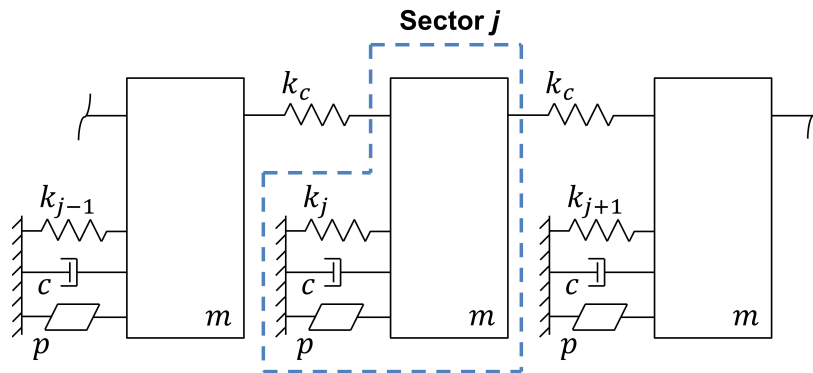 Sector j
k_c k_c
k_{j-1} k_j k_{j+1}
c c c
m m m
p p p